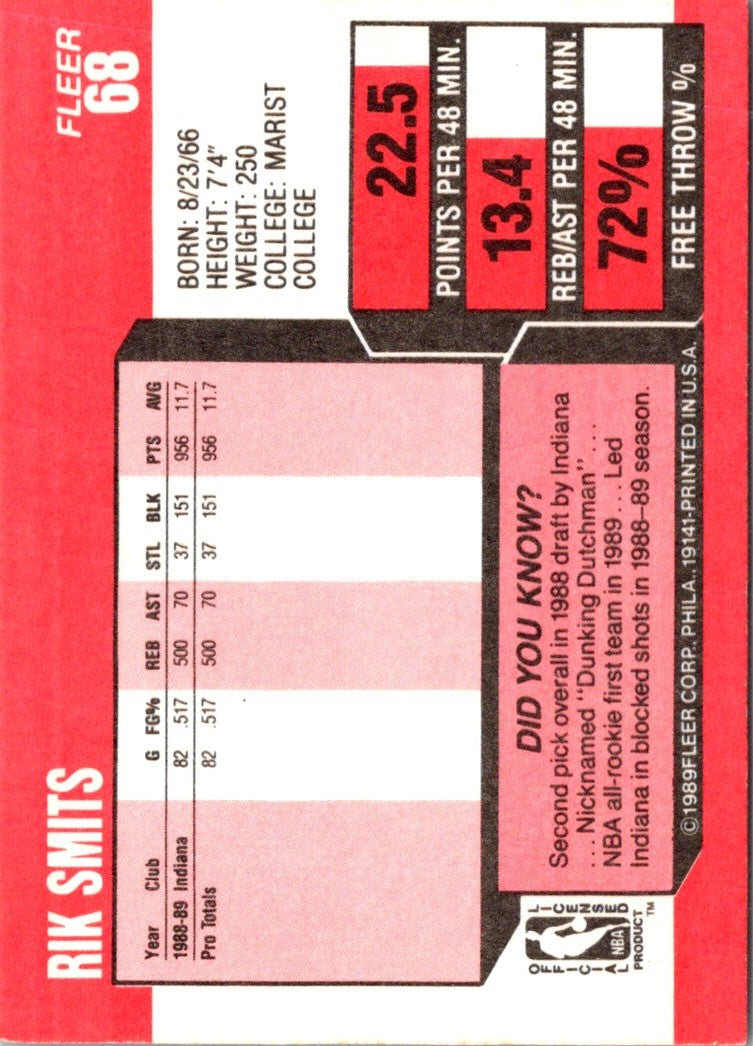 RIK SMITS
FLEER
68
Year Club G FG% REB AST STL BLK PTS AVG
1988-89 Indiana 82 .517 500 70 37 151 956 11.7
Pro Totals 82 .517 500 70 37 151 956 11.7
BORN: 8/23/66
HEIGHT: 7'4"
WEIGHT: 250
COLLEGE: MARIST
COLLEGE
22.5
POINTS PER 48 MIN.
13.4
REB/AST PER 48 MIN.
72%
FREE THROW %
DID YOU KNOW?
Second pick overall in 1988 draft by Indiana
... Nicknamed "Dunking Dutchman" ...
NBA all-rookie first team in 1989 ... Led
Indiana in blocked shots in 1988–89 season.
OFFICIAL
LICENSED
NBA
PRODUCT™
©1989FLEER CORP., PHILA., 19141-PRINTED IN U.S.A.